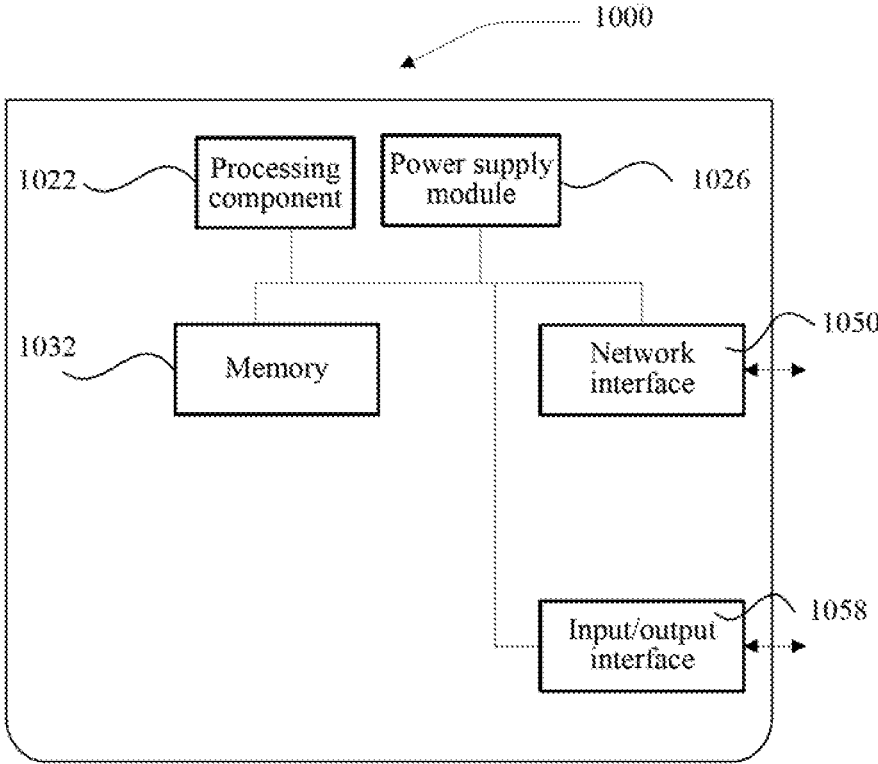 1000
1022
Processing
component
Power supply
module
1026
1032
Memory
Network
interface
1050
Input/output
interface
1058